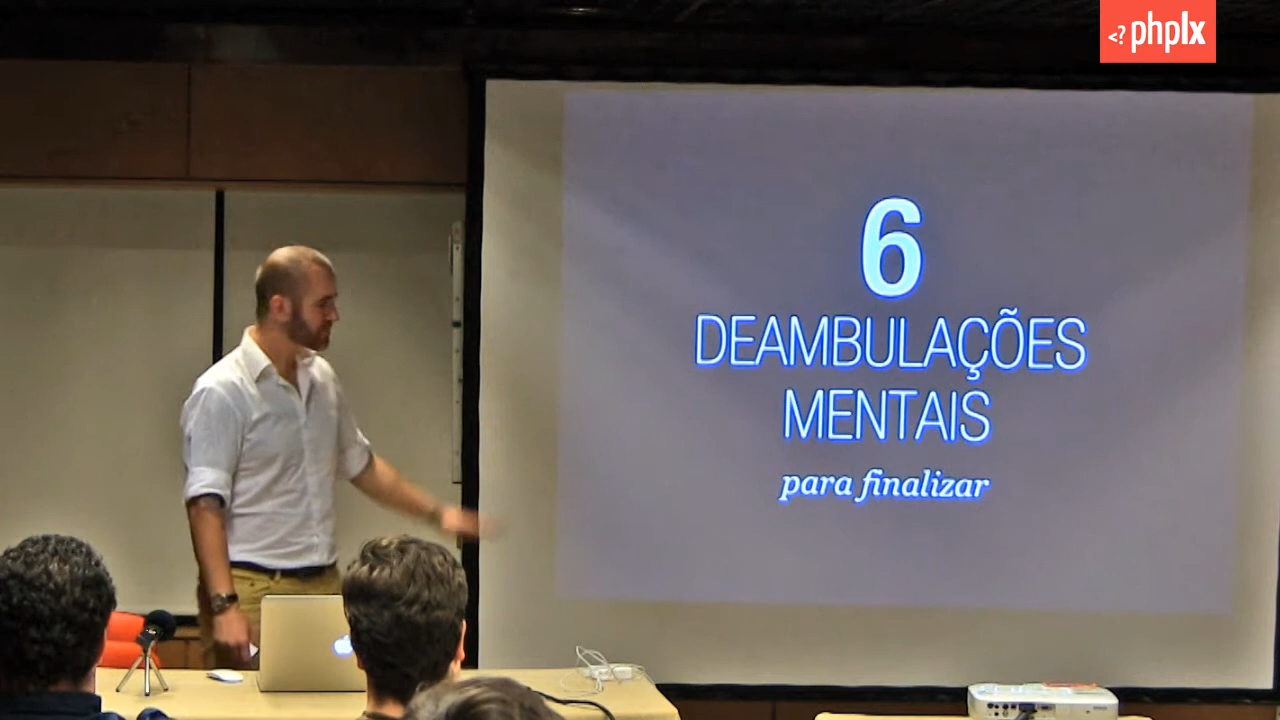 <? phplx
6
DEAMBULAÇÕES
MENTAIS
para finalizar